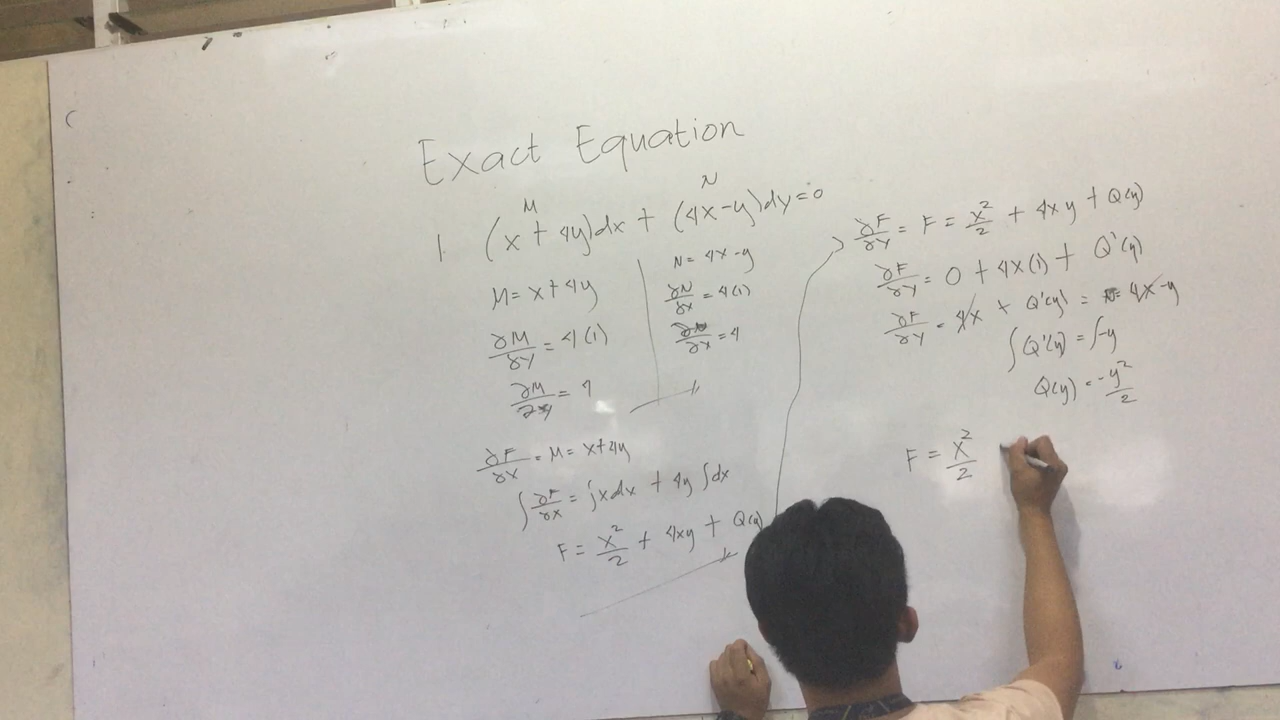 Exact Equation
M N
1 (x + 4y)dx + (4x-y)dy=0
M= x+4y
∂M/∂y = 4(1)
∂M/∂y = 4
N= 4x-y
∂N/∂x = 4(1)
∂N/∂x = 4
∂F/∂x = M= x+4y
∫ ∂F/∂x = ∫xdx + 4y ∫dx
F = x²/2 + 4xy + Q(y)
∂F/∂y = F = x²/2 + 4xy + Q(y)
∂F/∂y = 0 + 4x(1) + Q'(y)
∂F/∂y = 4x + Q'(y) = 4x-y
∫Q'(y) = ∫-y
Q(y) = -y²/2
F = x²/2